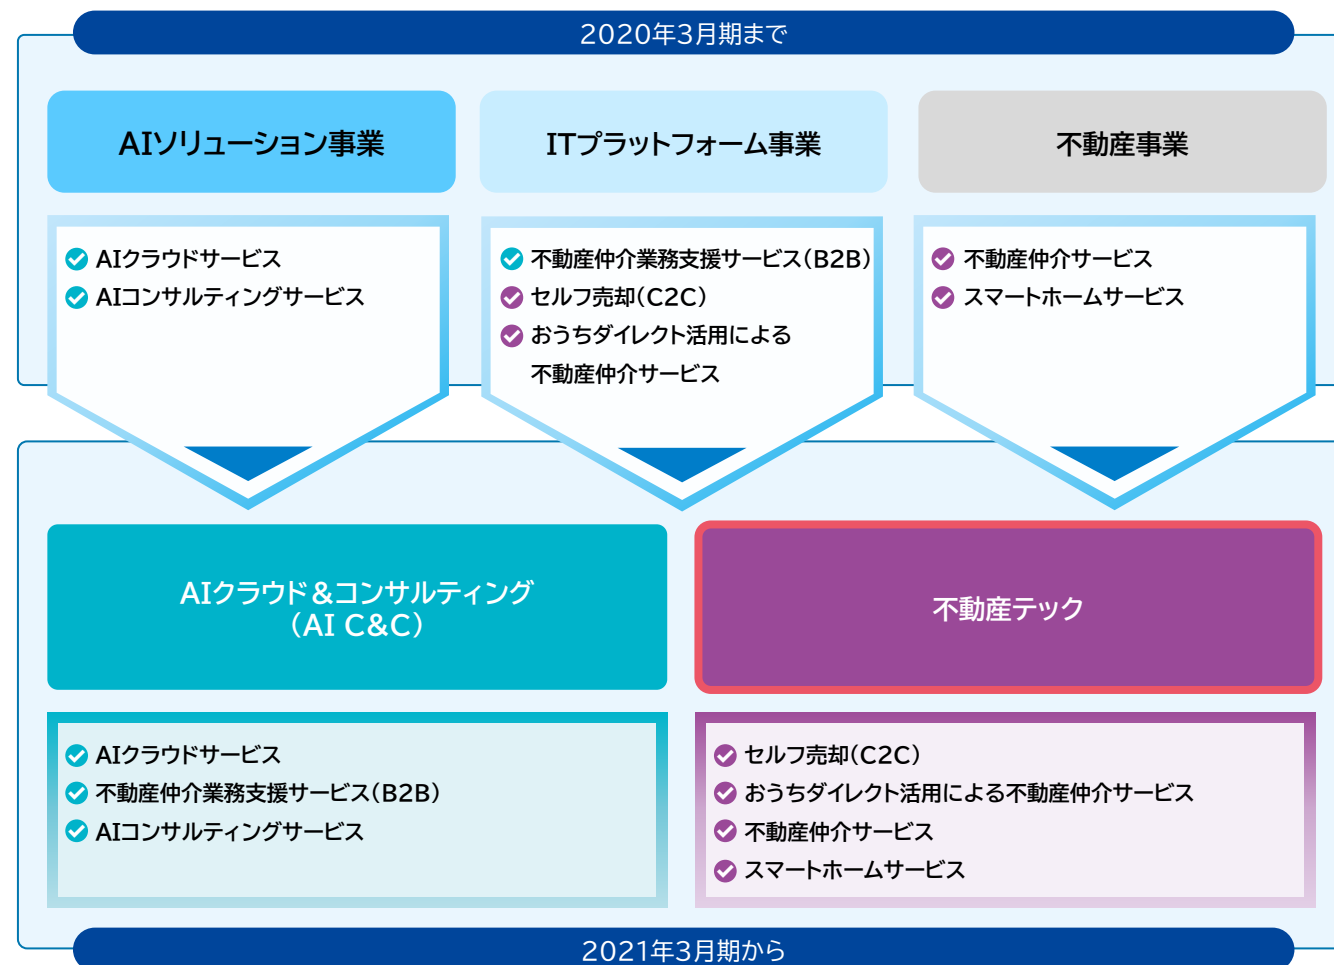 2020年3月期まで
AIソリューション事業
ITプラットフォーム事業
不動産事業
AIクラウドサービス
AIコンサルティングサービス
不動産仲介業務支援サービス(B2B)
セルフ売却(C2C)
おうちダイレクト活用による
不動産仲介サービス
不動産仲介サービス
スマートホームサービス
AIクラウド&コンサルティング
(AI C&C)
不動産テック
AIクラウドサービス
不動産仲介業務支援サービス(B2B)
AIコンサルティングサービス
セルフ売却(C2C)
おうちダイレクト活用による不動産仲介サービス
不動産仲介サービス
スマートホームサービス
2021年3月期から